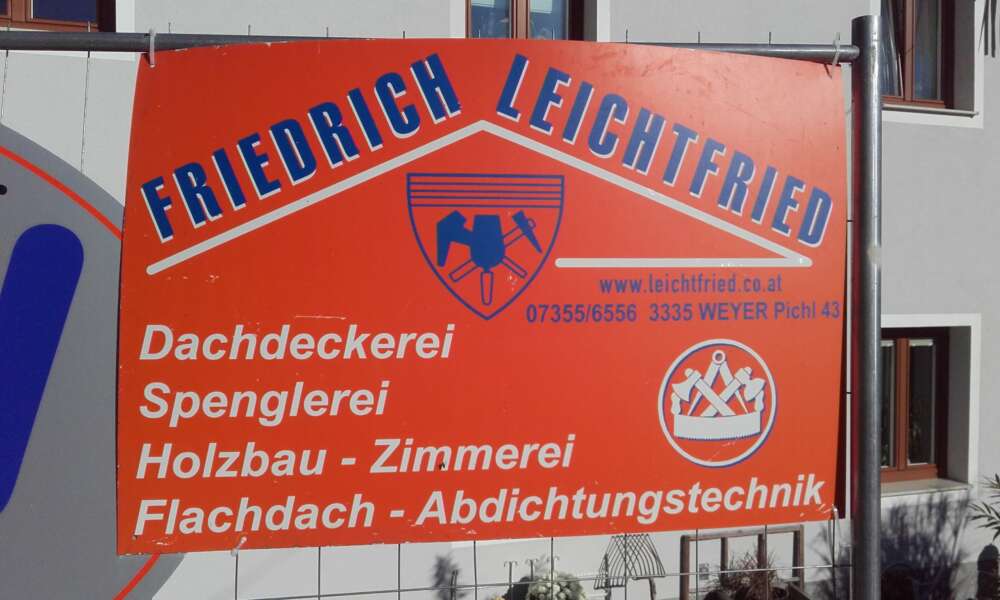 FRIEDRICH LEICHTFRIED
www.leichtfried.co.at
07355/6556 3335 WEYER Pichl 43
Dachdeckerei
Spenglerei
Holzbau - Zimmerei
Flachdach - Abdichtungstechnik